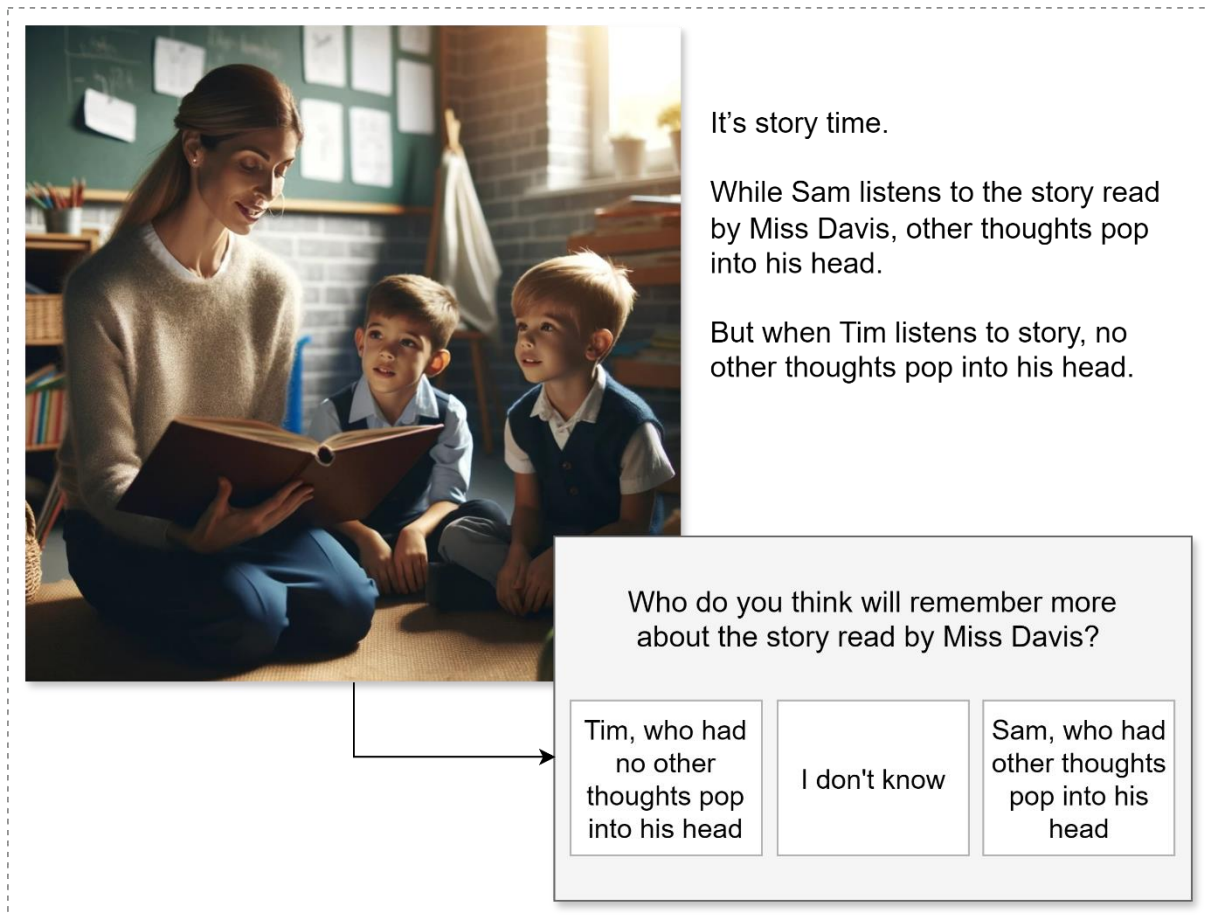 It’s story time.
While Sam listens to the story read
by Miss Davis, other thoughts pop
into his head.
But when Tim listens to story, no
other thoughts pop into his head.
Who do you think will remember more
about the story read by Miss Davis?
Tim, who had
no other
thoughts pop
into his head
I don't know
Sam, who had
other thoughts
pop into his
head